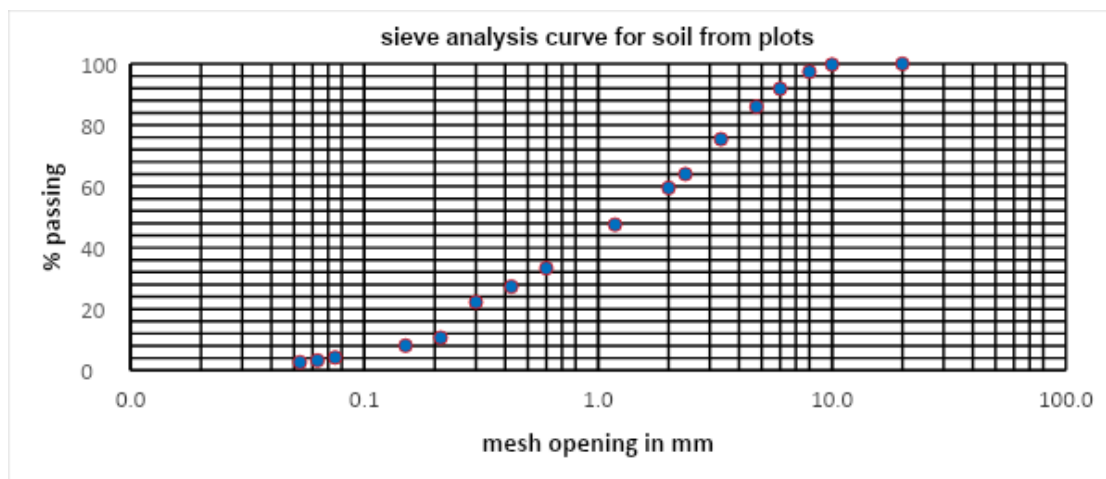 sieve analysis curve for soil from plots
% passing
100
80
60
40
20
0
0.0 0.1 1.0 10.0 100.0
mesh opening in mm